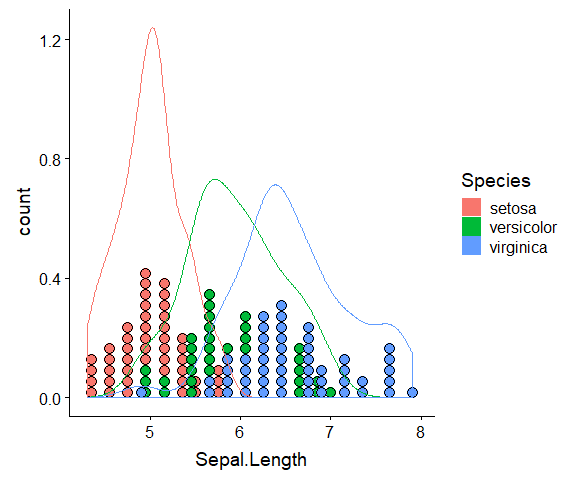 1.2
0.8
0.4
0.0
count
5 6 7 8
Sepal.Length
Species
setosa
versicolor
virginica